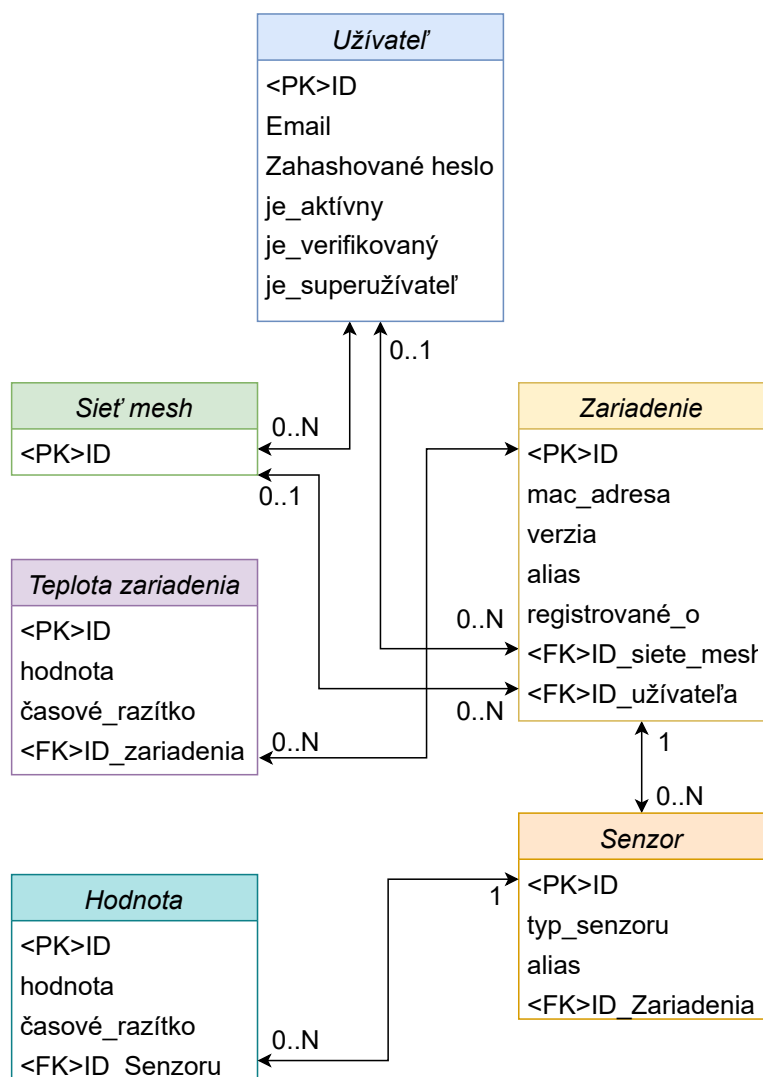 Užívateľ
<PK>ID
Email
Zahashované heslo
je_aktívny
je_verifikovaný
je_superužívateľ
0..1
Sieť mesh
<PK>ID
0..N
0..1
Zariadenie
<PK>ID
mac_adresa
verzia
alias
registrované_o
<FK>ID_siete_mesh
<FK>ID_užívateľa
0..N
0..N
Teplota zariadenia
<PK>ID
hodnota
časové_razítko
<FK>ID_zariadenia
0..N
1
0..N
Senzor
<PK>ID
typ_senzoru
alias
<FK>ID_Zariadenia
1
Hodnota
<PK>ID
hodnota
časové_razítko
<FK>ID_Senzoru
0..N